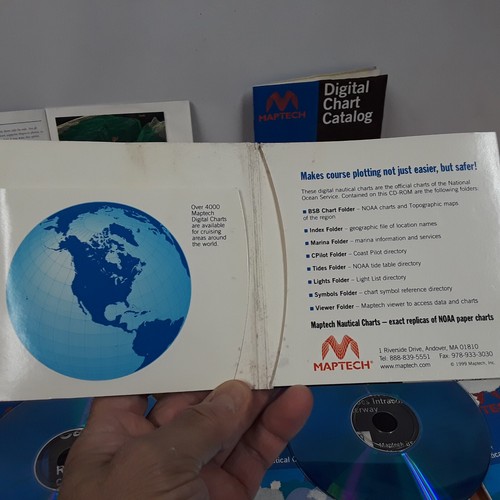 MAPTECH
Digital
Chart
Catalog
Over 4000
Maptech
Digital Charts
are available
for cruising
areas around
the world.
Makes course plotting not just easier, but safer!
These digital nautical charts are the official charts of the National
Ocean Service. Contained on this CD-ROM are the following folders.
BSB Chart Folder – NOAA charts and Topographic maps
of the region
Index Folder – geographic file of location names
Marina Folder – marina information and services
CPilot Folder – Coast Pilot directory
Tides Folder – NOAA tide table directory
Lights Folder – Light List directory
Symbols Folder – chart symbol reference directory
Viewer Folder – Maptech viewer to access data and charts
Maptech Nautical Charts – exact replicas of NOAA paper charts
MAPTECH
1 Riverside Drive, Andover, MA 01810
Tel. 888-839-5551 Fax: 978-933-3030
www.maptech.com © 1999 Maptech, Inc.